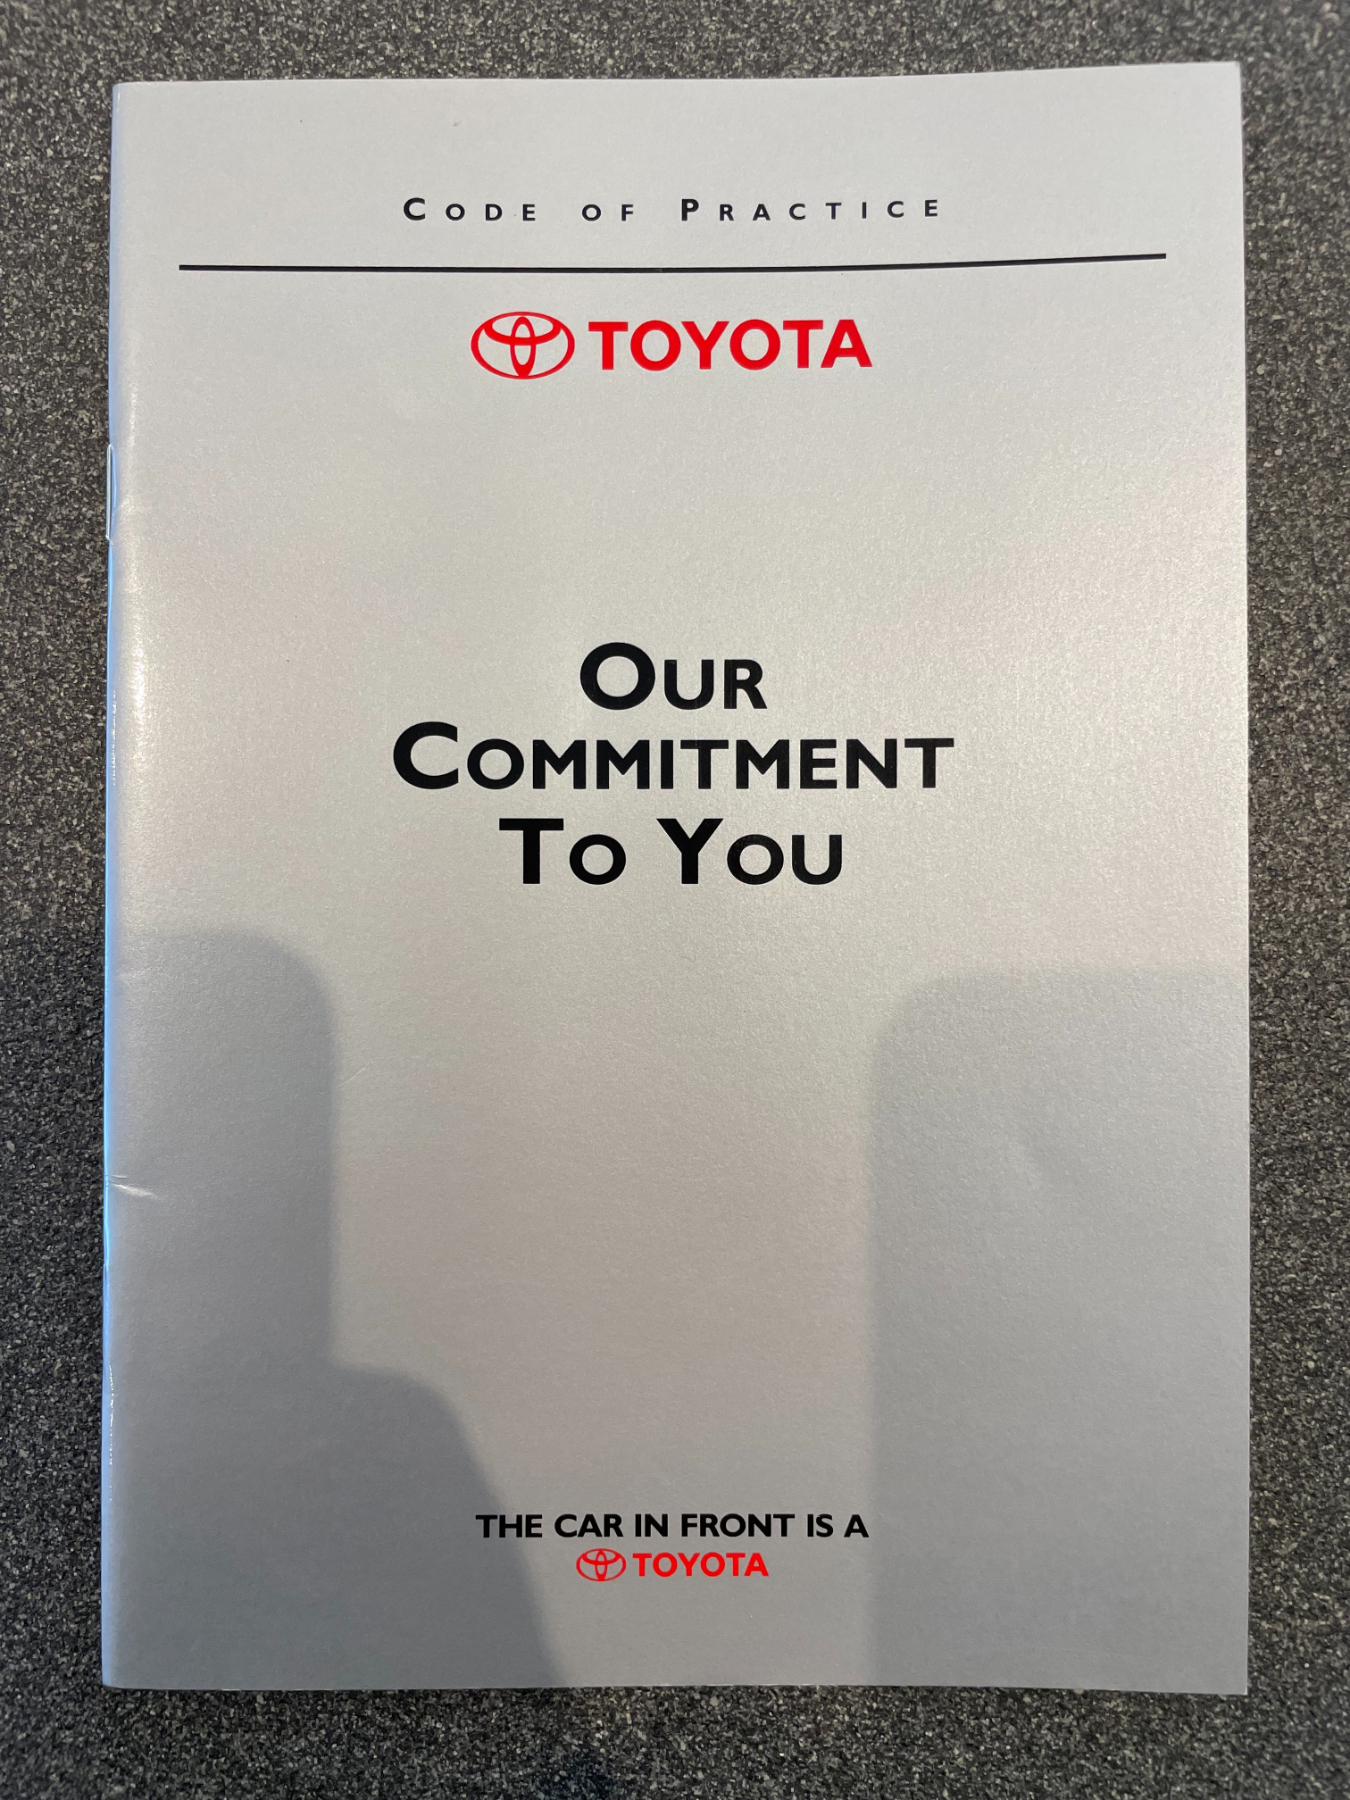 CODE OF PRACTICE
TOYOTA
OUR
COMMITMENT
TO YOU
THE CAR IN FRONT IS A
TOYOTA